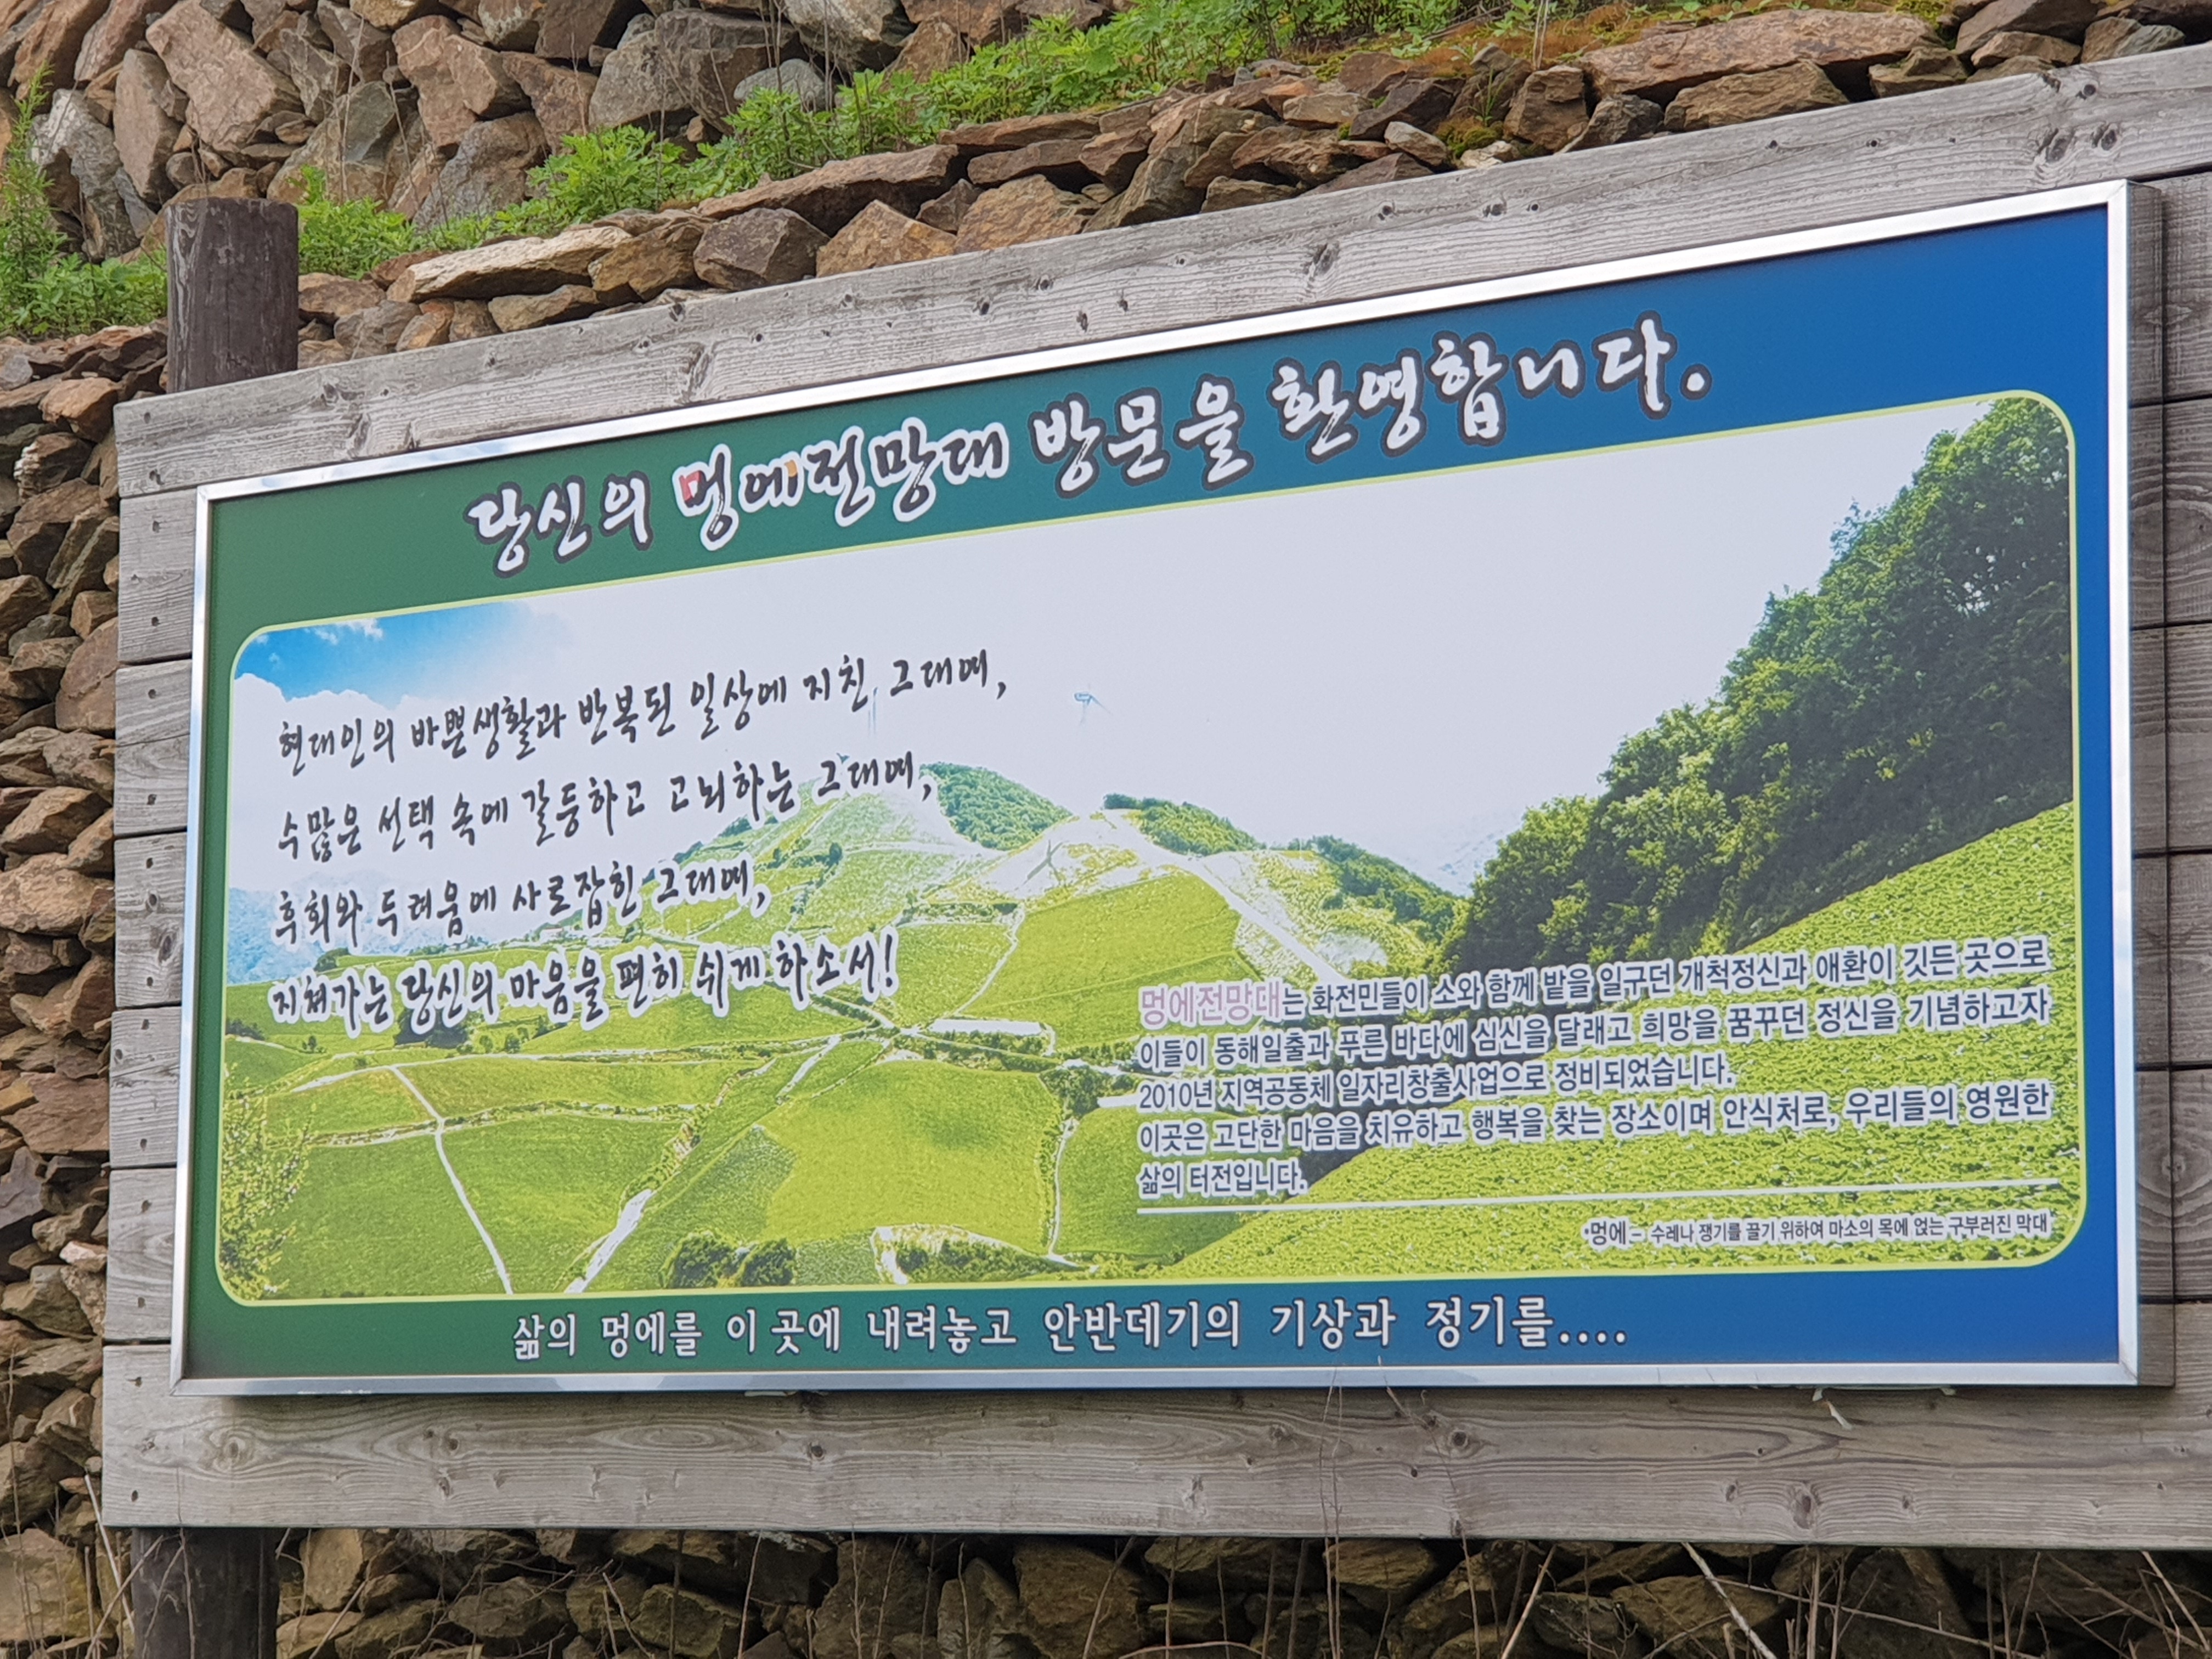 당신의 멍에전망대 방문을 환영합니다.
현대인의 바쁜생활과 반복된 일상에 지친 그대여,
수많은 선택 속에 갈등하고 고뇌하는 그대여,
후회와 두려움에 사로잡힌 그대여,
지쳐가는 당신의 마음을 편히 쉬게 하소서!
멍에전망대는 화전민들이 소와 함께 밭을 일구던 개척정신과 애환이 깃든 곳으로
이들이 동해일출과 푸른 바다에 심신을 달래고 희망을 꿈꾸던 정신을 기념하고자
2010년 지역공동체 일자리창출사업으로 정비되었습니다.
이곳은 고단한 마음을 치유하고 행복을 찾는 장소이며 안식처로, 우리들의 영원한
삶의 터전입니다.
•멍에 - 수레나 쟁기를 끌기 위하여 마소의 목에 얹는 구부러진 막대
삶의 멍에를 이 곳에 내려놓고 안반데기의 기상과 정기를....